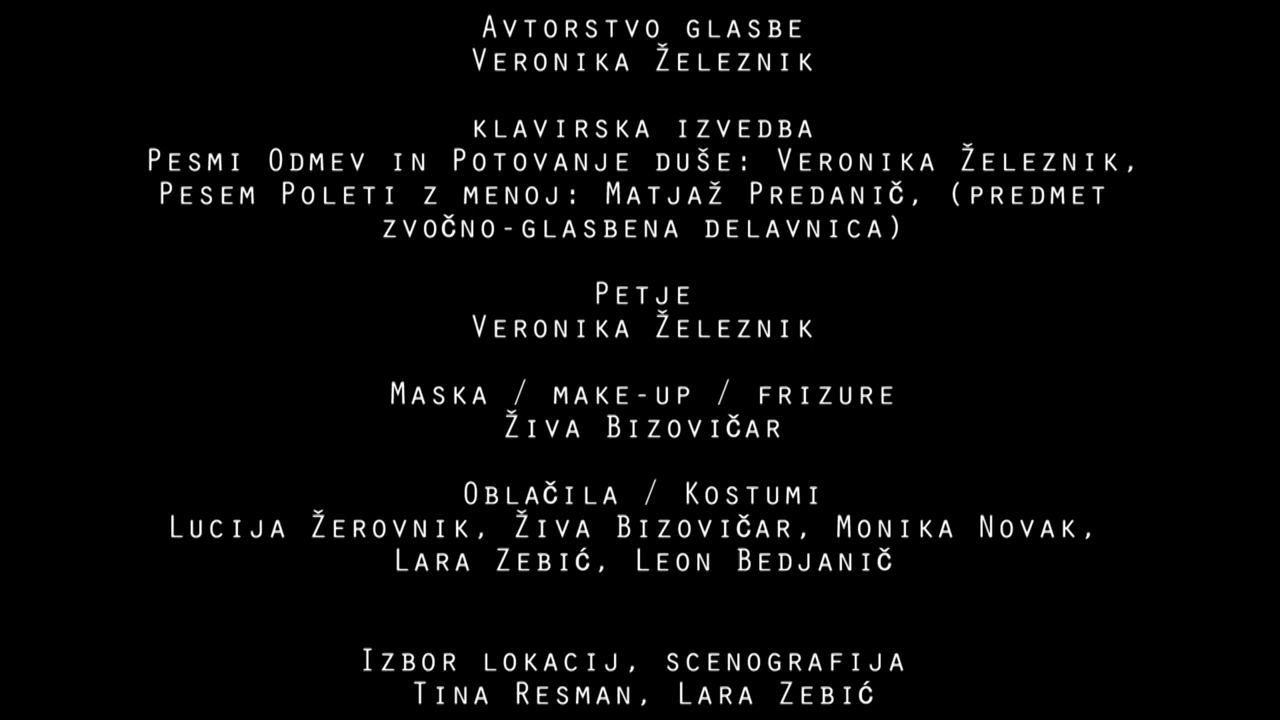 Avtorstvo glasbe
Veronika Železnik
klavirska izvedba
Pesmi Odmev in Potovanje duše: Veronika Železnik,
Pesem Poleti z menoj: Matjaž Predanič, (predmet
zvočno-glasbena delavnica)
Petje
Veronika Železnik
Maska / make-up / frizure
Živa Bizovičar
Oblačila / Kostumi
Lucija Žerovnik, Živa Bizovičar, Monika Novak,
Lara Zebić, Leon Bedjanič
Izbor lokacij, scenografija
Tina Resman, Lara Zebić